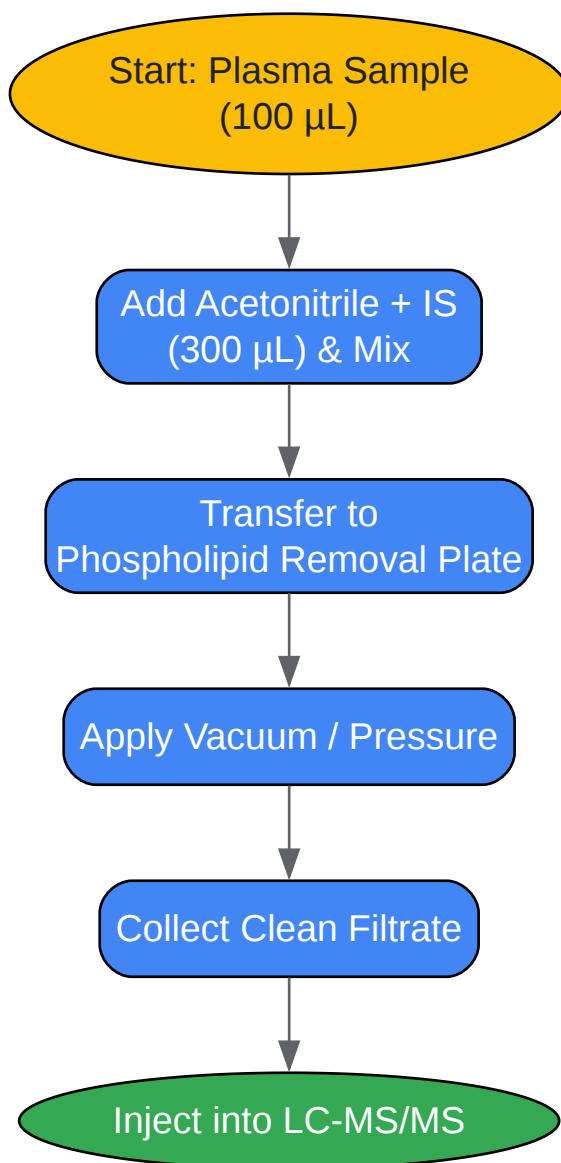 Start: Plasma Sample
(100 µL)
Add Acetonitrile + IS
(300 µL) & Mix
Transfer to
Phospholipid Removal Plate
Apply Vacuum / Pressure
Collect Clean Filtrate
Inject into LC-MS/MS